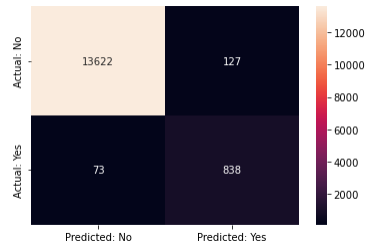 Actual: No
13622
127
Actual: Yes
73
838
Predicted: No
Predicted: Yes
12000
10000
8000
6000
4000
2000